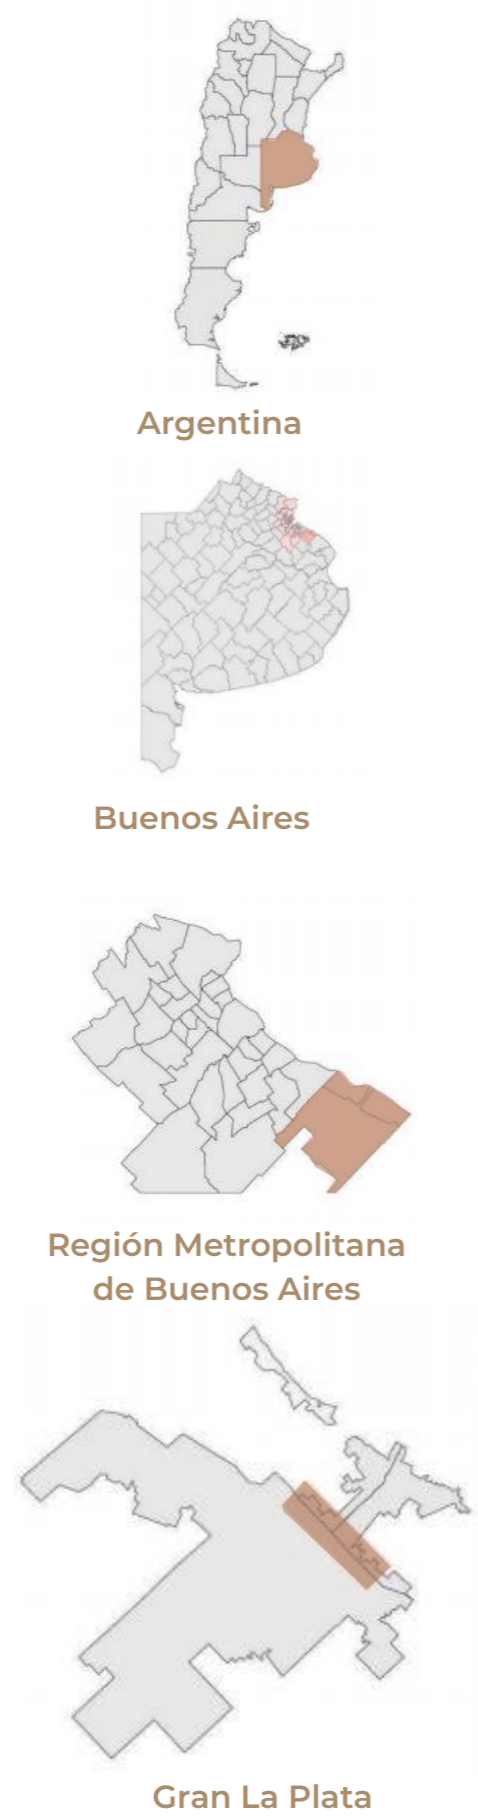 Argentina
Buenos Aires
Región Metropolitana
de Buenos Aires
Gran La Plata